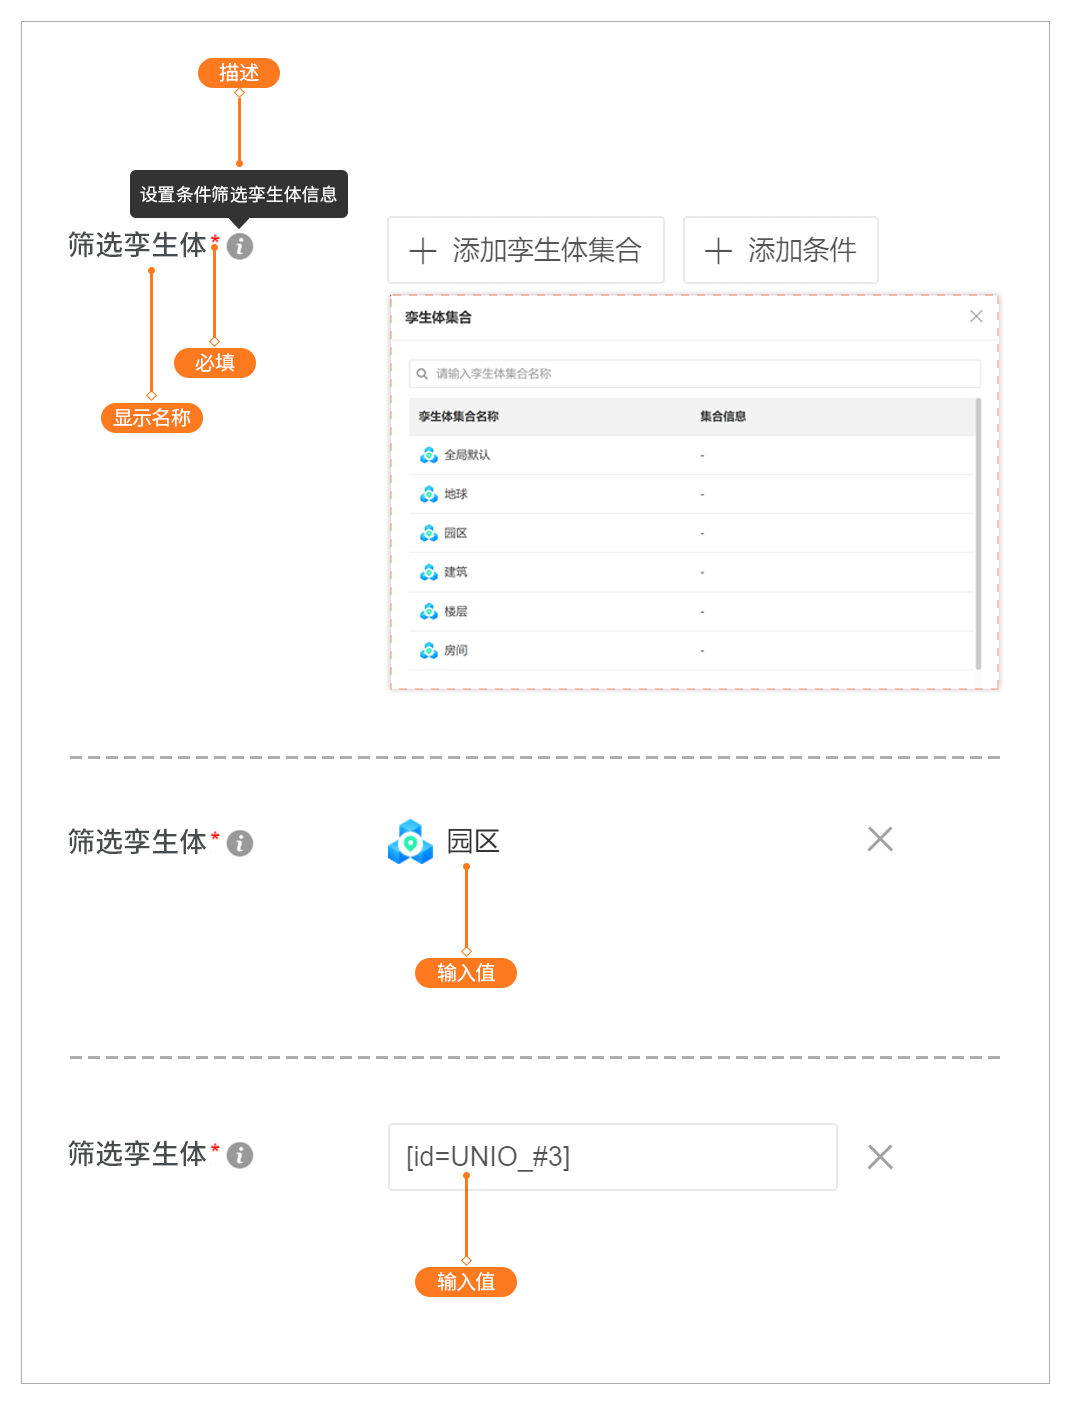 描述
设置条件筛选孪生体信息
筛选孪生体*
添加孪生体集合
添加条件
必填
显示名称
孪生体集合
请输入孪生体集合名称
孪生体集合名称 集合信息
全局默认 -
地球 -
园区 -
建筑 -
楼层 -
房间 -
筛选孪生体* 园区
输入值
筛选孪生体* [id=UNIO_#3]
输入值